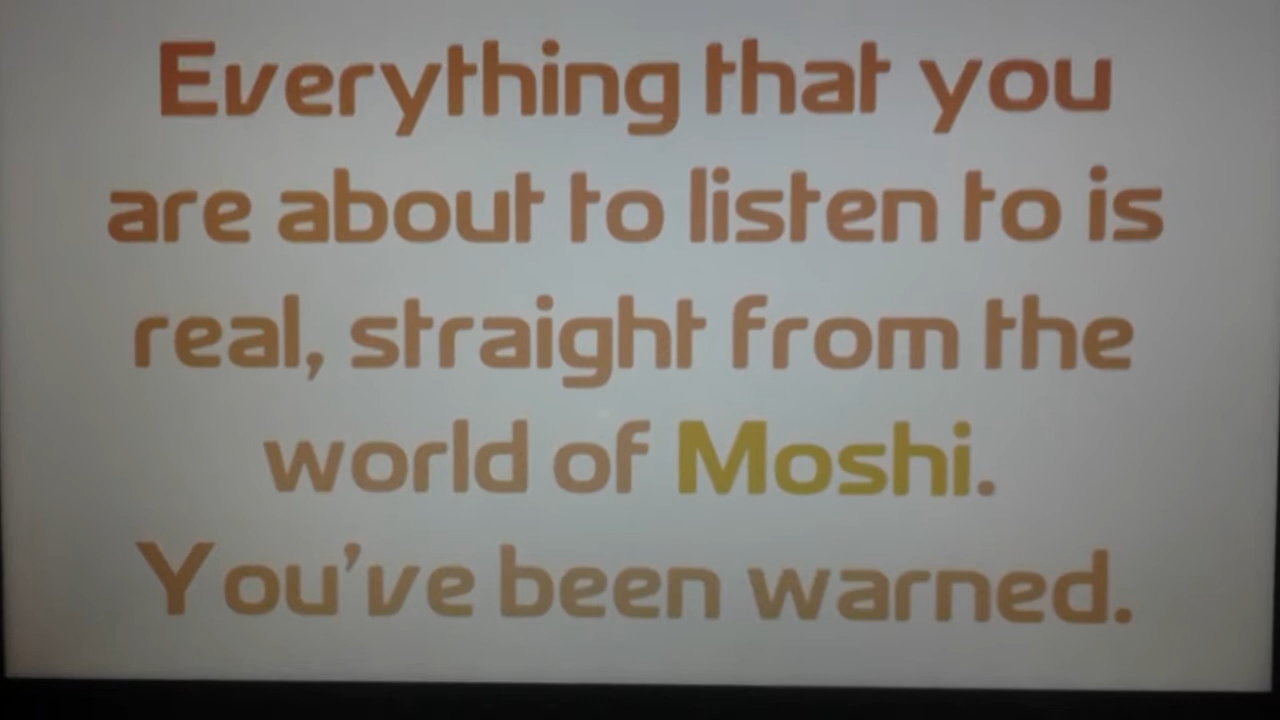 Everything that you
are about to listen to is
real, straight from the
world of Moshi.
You've been warned.